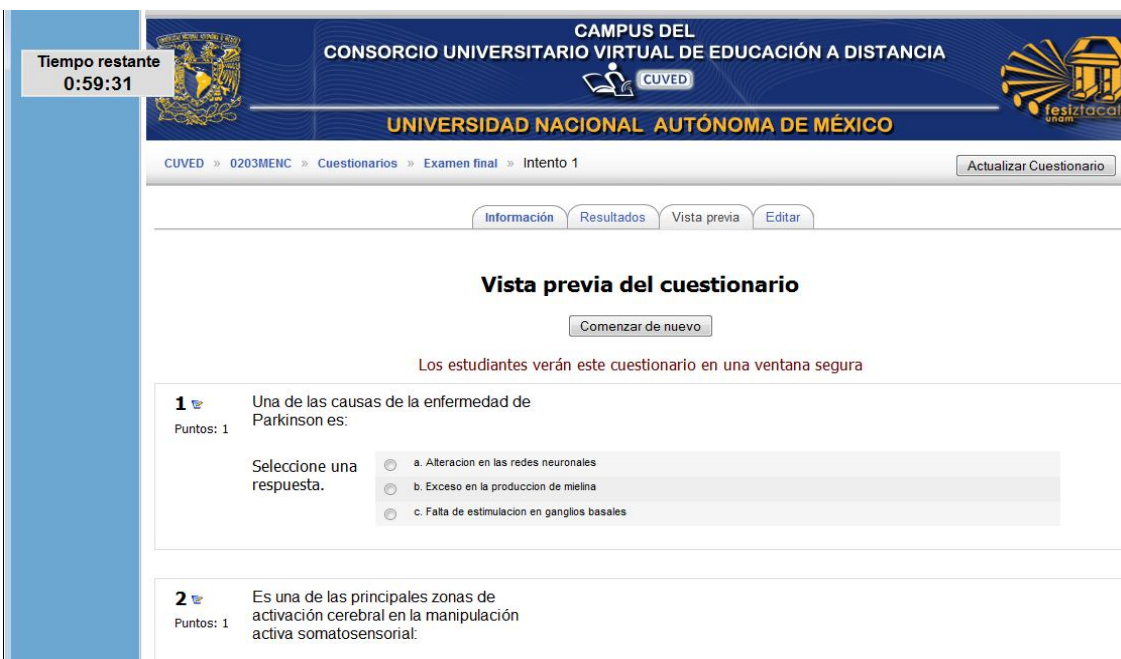 CAMPUS DEL
CONSORCIO UNIVERSITARIO VIRTUAL DE EDUCACIÓN A DISTANCIA
CUVED
UNIVERSIDAD NACIONAL AUTÓNOMA DE MÉXICO
fesiztacal
unam
Tiempo restante
0:59:31
CUVED » 0203MENC » Cuestionarios » Examen final » Intento 1
Actualizar Cuestionario
Información Resultados Vista previa Editar
Vista previa del cuestionario
Comenzar de nuevo
Los estudiantes verán este cuestionario en una ventana segura
1 Una de las causas de la enfermedad de
Puntos: 1 Parkinson es:
Seleccione una
respuesta.
a. Alteracion en las redes neuronales
b. Exceso en la produccion de mielina
c. Falta de estimulacion en ganglios basales
2 Es una de las principales zonas de
Puntos: 1 activación cerebral en la manipulación
activa somatosensorial: